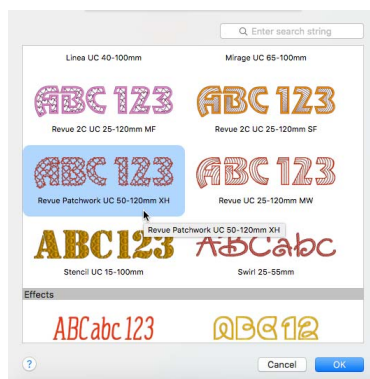 Enter search string
Linea UC 40-100mm Mirage UC 65-100mm
ABC 123 ABC 123
Revue 2C UC 25-120mm MF Revue 2C UC 25-120mm SF
ABC 123 ABC 123
Revue Patchwork UC 50-120mm XH Revue UC 25-120mm MW
Revue Patchwork UC 50-120mm XH
ABC123 ABCabc
Stencil UC 15-100mm Swirl 25-55mm
Effects
ABCabc 123 ABC12
? Cancel OK